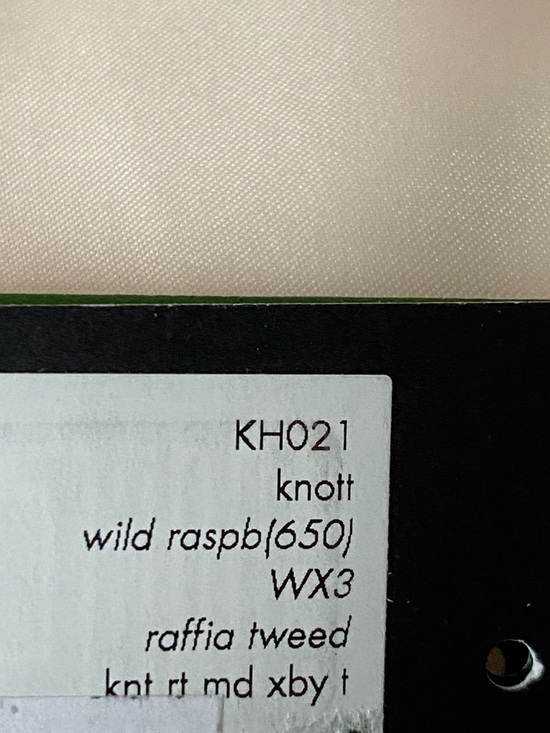 KH021
knott
wild raspb(650)
WX3
raffia tweed
knt rt md xby t